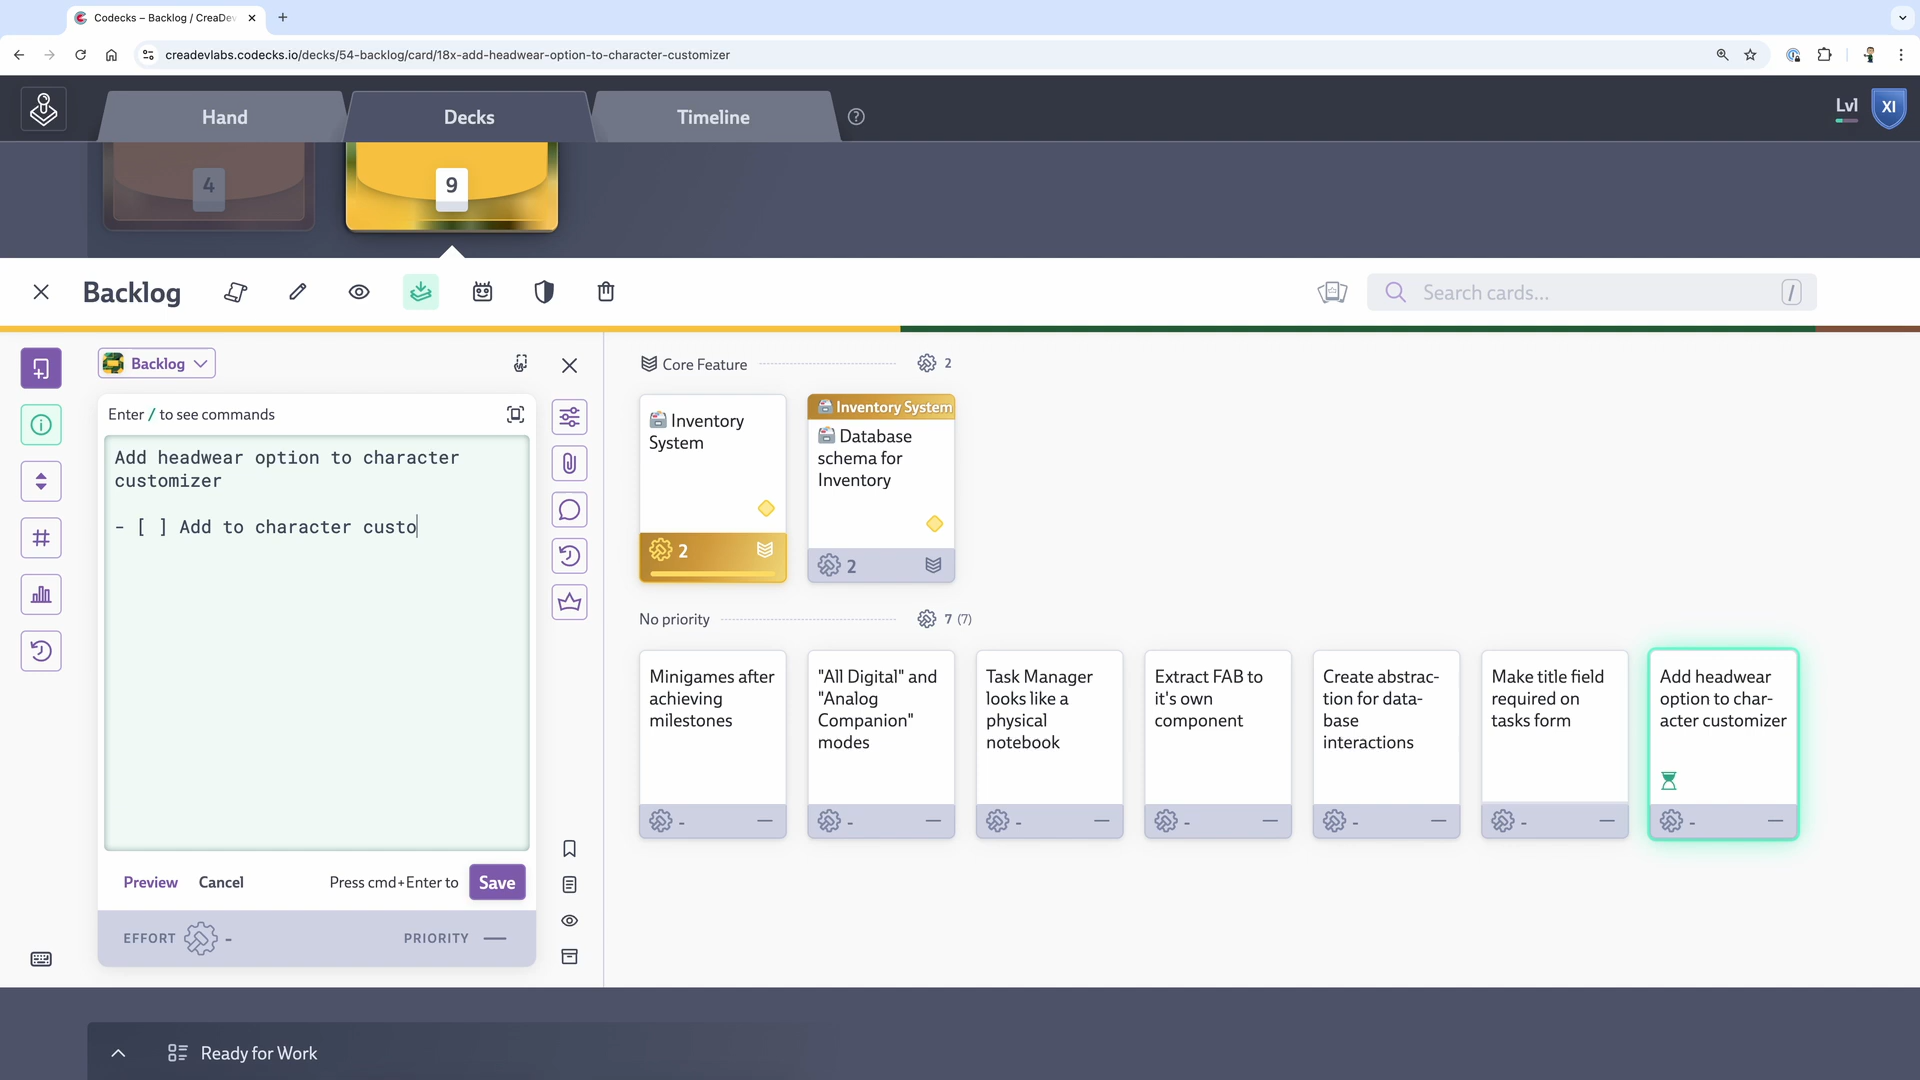 Codecks – Backlog / CreaDev
creadevlabs.codecks.io/decks/54-backlog/card/18x-add-headwear-option-to-character-customizer
Hand
Decks
Timeline
?
Lvl
XI
4
9
Backlog
Search cards...
/
Backlog
Enter / to see commands
Add headwear option to character
customizer
- [ ] Add to character custo
Preview
Cancel
Press cmd+Enter to
Save
EFFORT
-
PRIORITY
Core Feature
2
Inventory
System
2
Inventory System
Database
schema for
Inventory
2
No priority
7 (7)
Minigames after
achieving
milestones
-
"All Digital" and
"Analog
Companion"
modes
-
Task Manager
looks like a
physical
notebook
-
Extract FAB to
it's own
component
-
Create abstrac-
tion for data-
base
interactions
-
Make title field
required on
tasks form
-
Add headwear
option to char-
acter customizer
-
Ready for Work